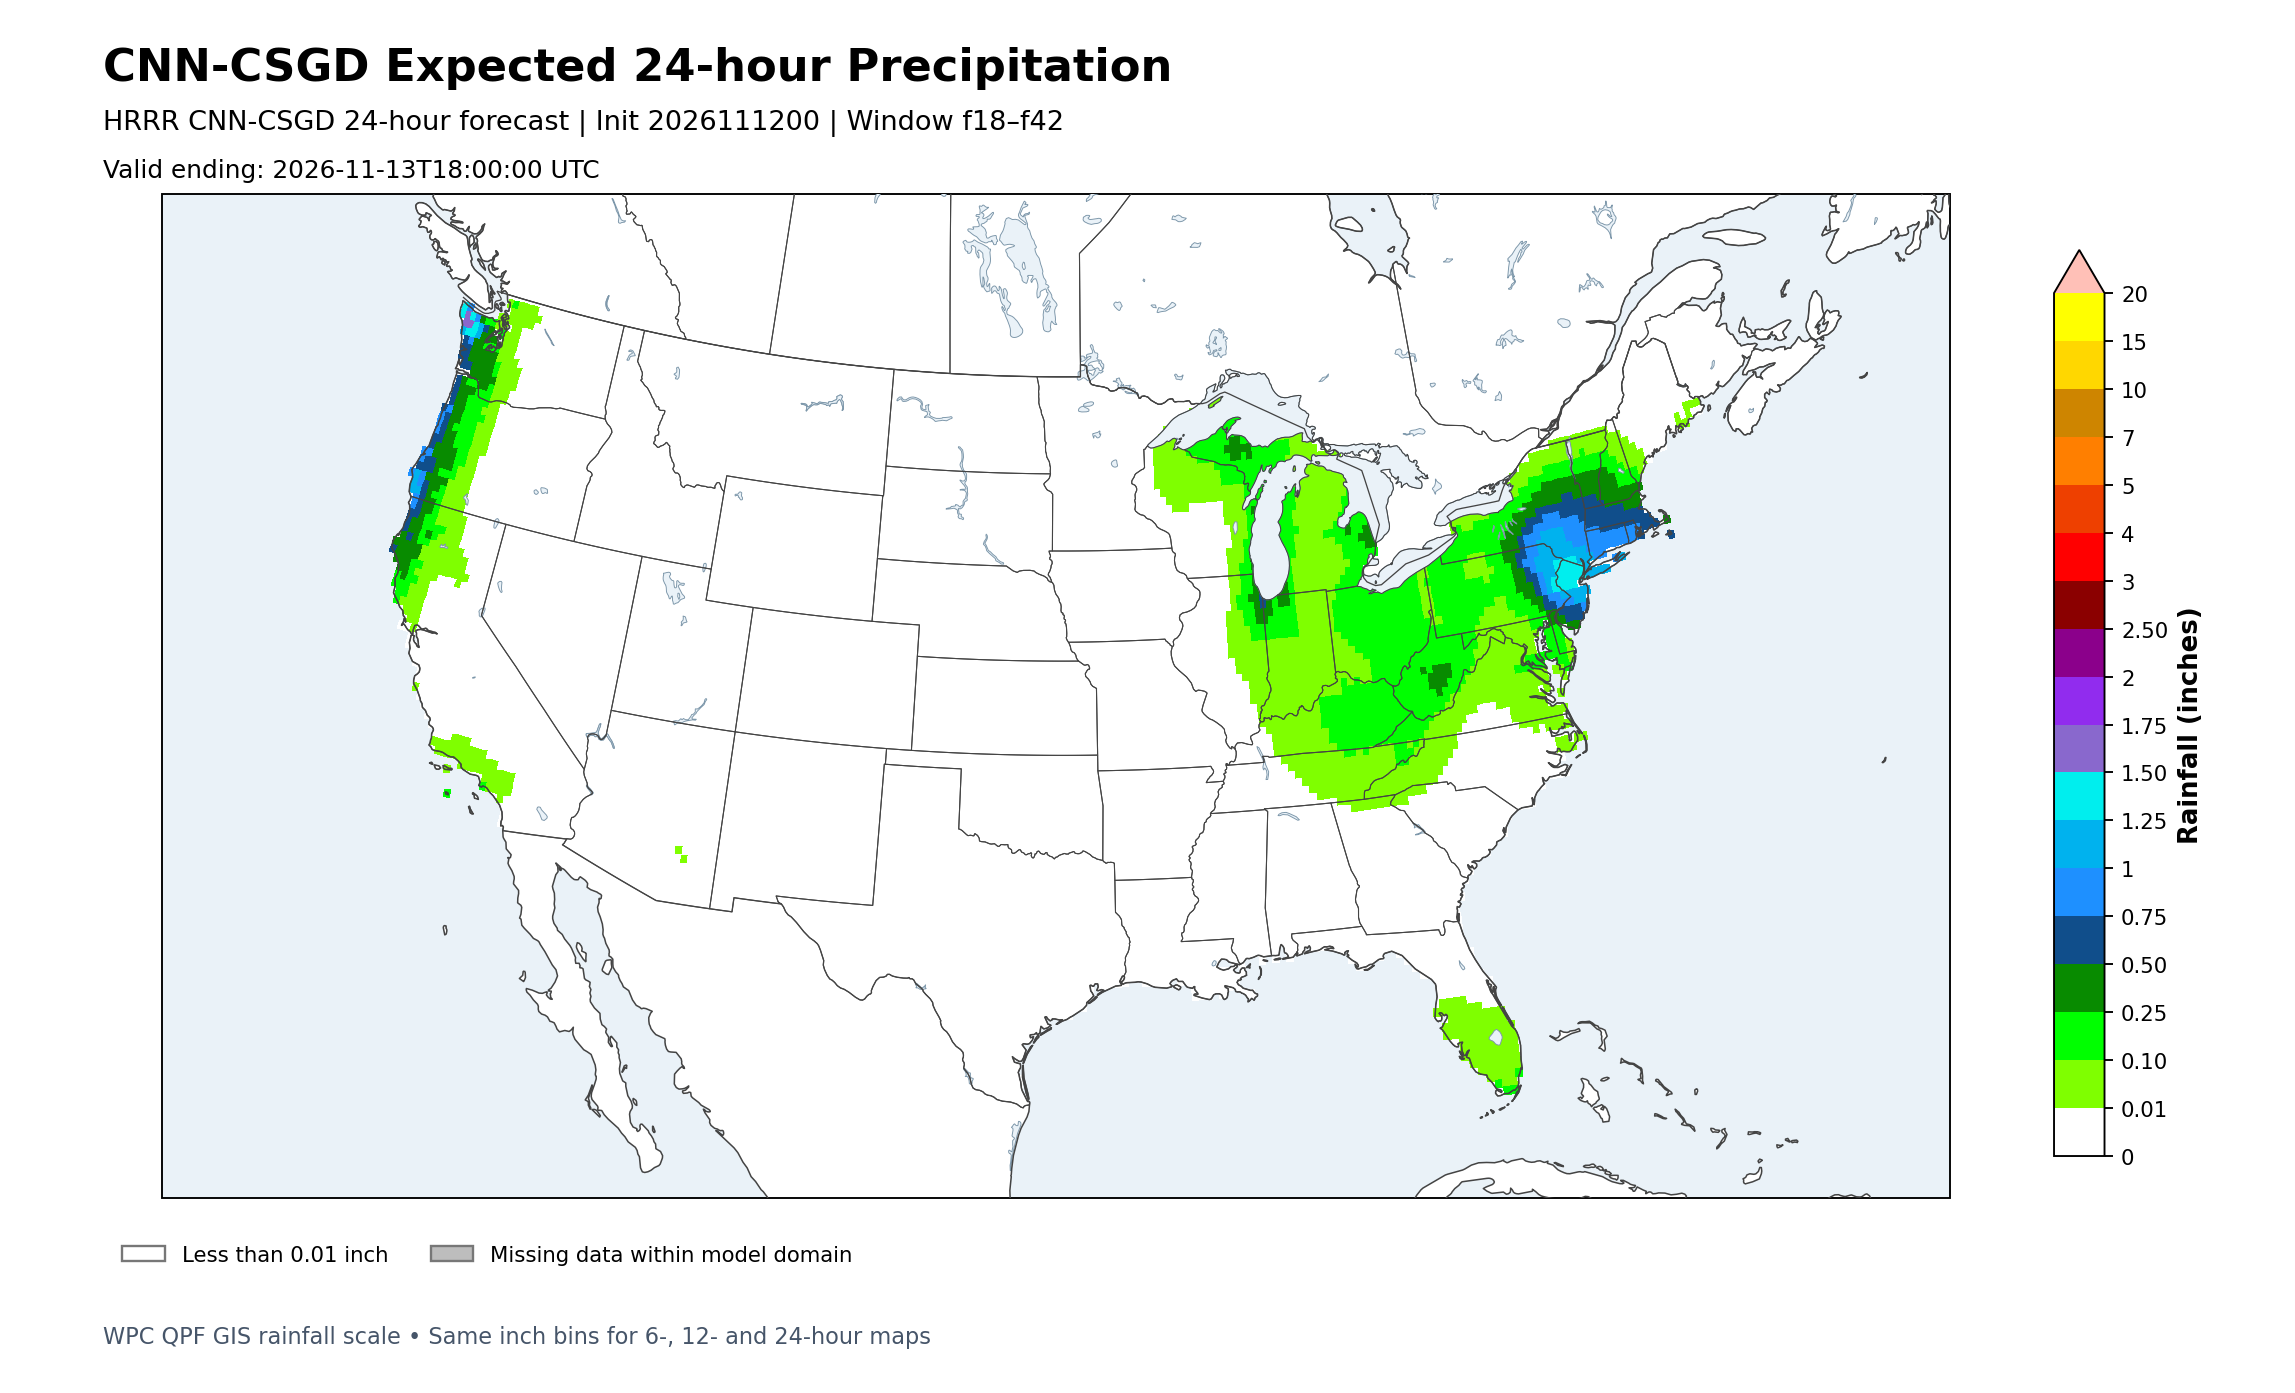 CNN-CSGD Expected 24-hour Precipitation
HRRR CNN-CSGD 24-hour forecast | Init 2026111200 | Window f18–f42
Valid ending: 2026-11-13T18:00:00 UTC
20
15
10
7
5
4
3
2.50
2
1.75
1.50
1.25
1
0.75
0.50
0.25
0.10
0.01
0
Rainfall (inches)
Less than 0.01 inch
Missing data within model domain
WPC QPF GIS rainfall scale • Same inch bins for 6-, 12- and 24-hour maps